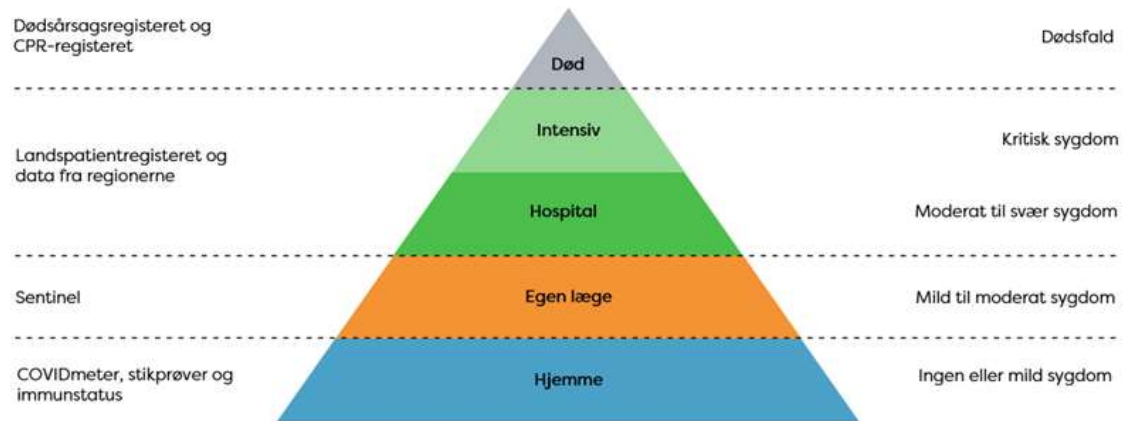 Dødsårsagsregisteret og
CPR-registeret
Død
Dødsfald
Intensiv
Kritisk sygdom
Landspatientregisteret og
data fra regionerne
Hospital
Moderat til svær sygdom
Sentinel
Egen læge
Mild til moderat sygdom
COVIDmeter, stikprøver og
immunstatus
Hjemme
Ingen eller mild sygdom